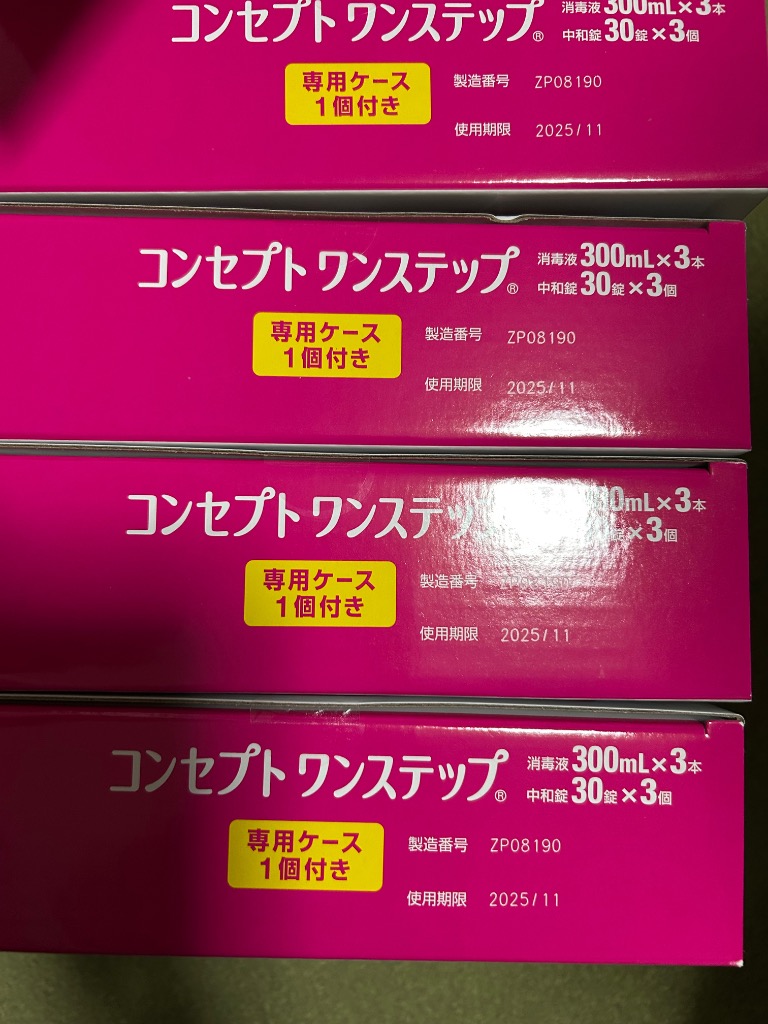 コンセプト ワンステップ®
消毒液 300mL×3本
中和錠 30錠×3個
専用ケース
1個付き
製造番号 ZP08190
使用期限 2025/11
コンセプト ワンステップ®
消毒液 300mL×3本
中和錠 30錠×3個
専用ケース
1個付き
製造番号 ZP08190
使用期限 2025/11
コンセプト ワンステッ
0mL×3本
錠×3個
専用ケース
1個付き
製造番号 ZP08190
使用期限 2025/11
コンセプト ワンステップ®
消毒液 300mL×3本
中和錠 30錠×3個
専用ケース
1個付き
製造番号 ZP08190
使用期限 2025/11